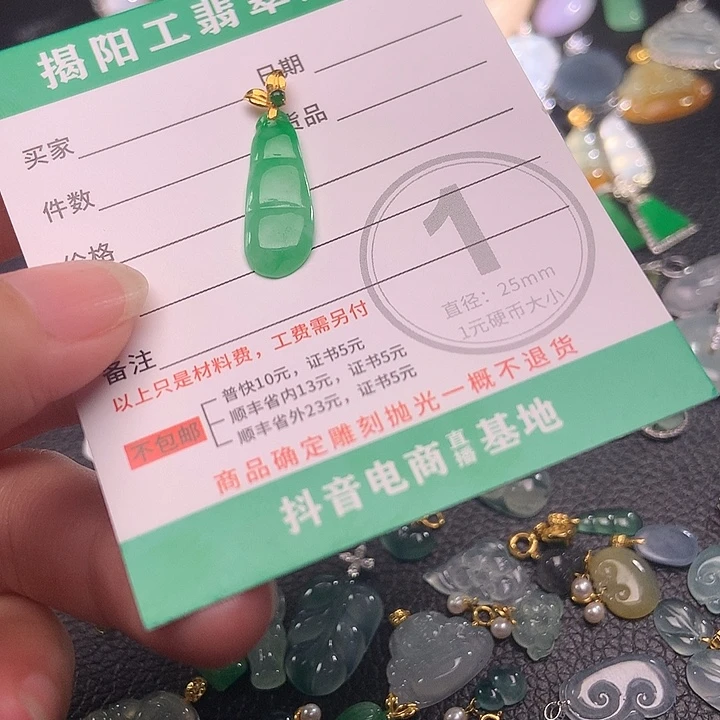 揭阳工翡翠
日期
买家
货品
件数
价格
1
直径：25mm
1元硬币大小
备注
以上只是材料费，工费需另付
不包邮
普快10元，证书5元
顺丰省内13元，证书5元
顺丰省外23元，证书5元
商品确定雕刻抛光一概不退货
抖音电商直播基地